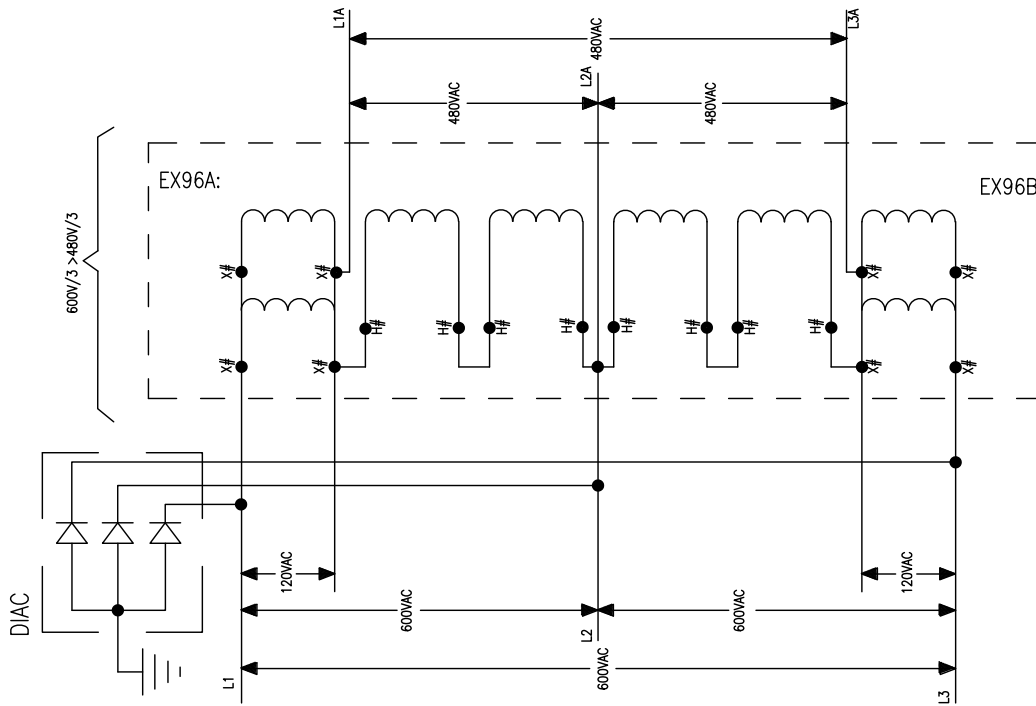 L1A
L3A
480VAC
L2A
480VAC
480VAC
600V/3 >480V/3
EX96A:
EX96B
X#
X#
X#
X#
H#
H#
H#
H#
H#
H#
H#
H#
X#
X#
X#
X#
DIAC
120VAC
120VAC
600VAC
600VAC
L2
600VAC
L1
L3